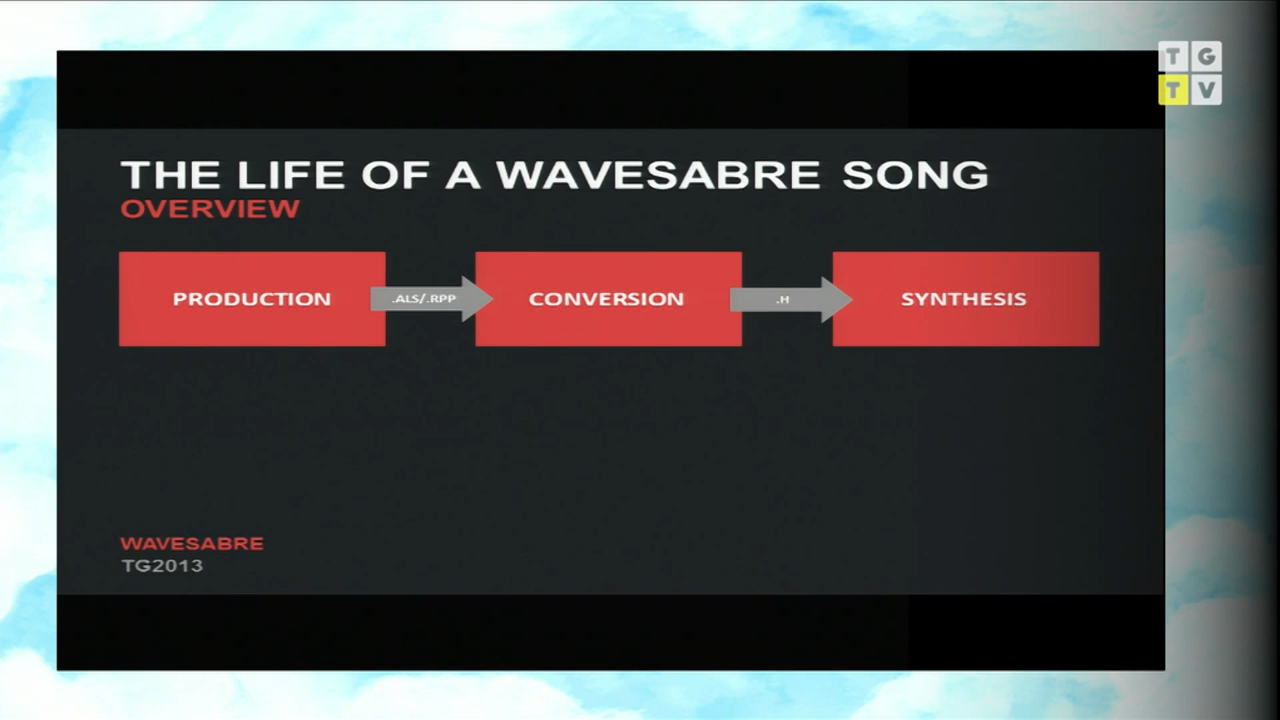 T G
T V
THE LIFE OF A WAVESABRE SONG
OVERVIEW
PRODUCTION
.ALS/.RPP
CONVERSION
.H
SYNTHESIS
WAVESABRE
TG2013